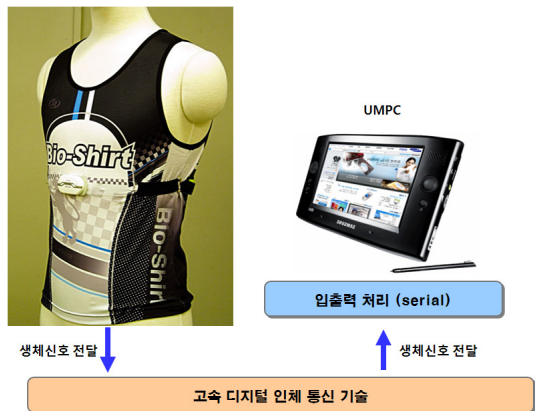 UMPC
Bio-Shirt
Bio-Shirt
SAMSUNG
입출력 처리 (serial)
생체신호 전달
생체신호 전달
고속 디지털 인체 통신 기술